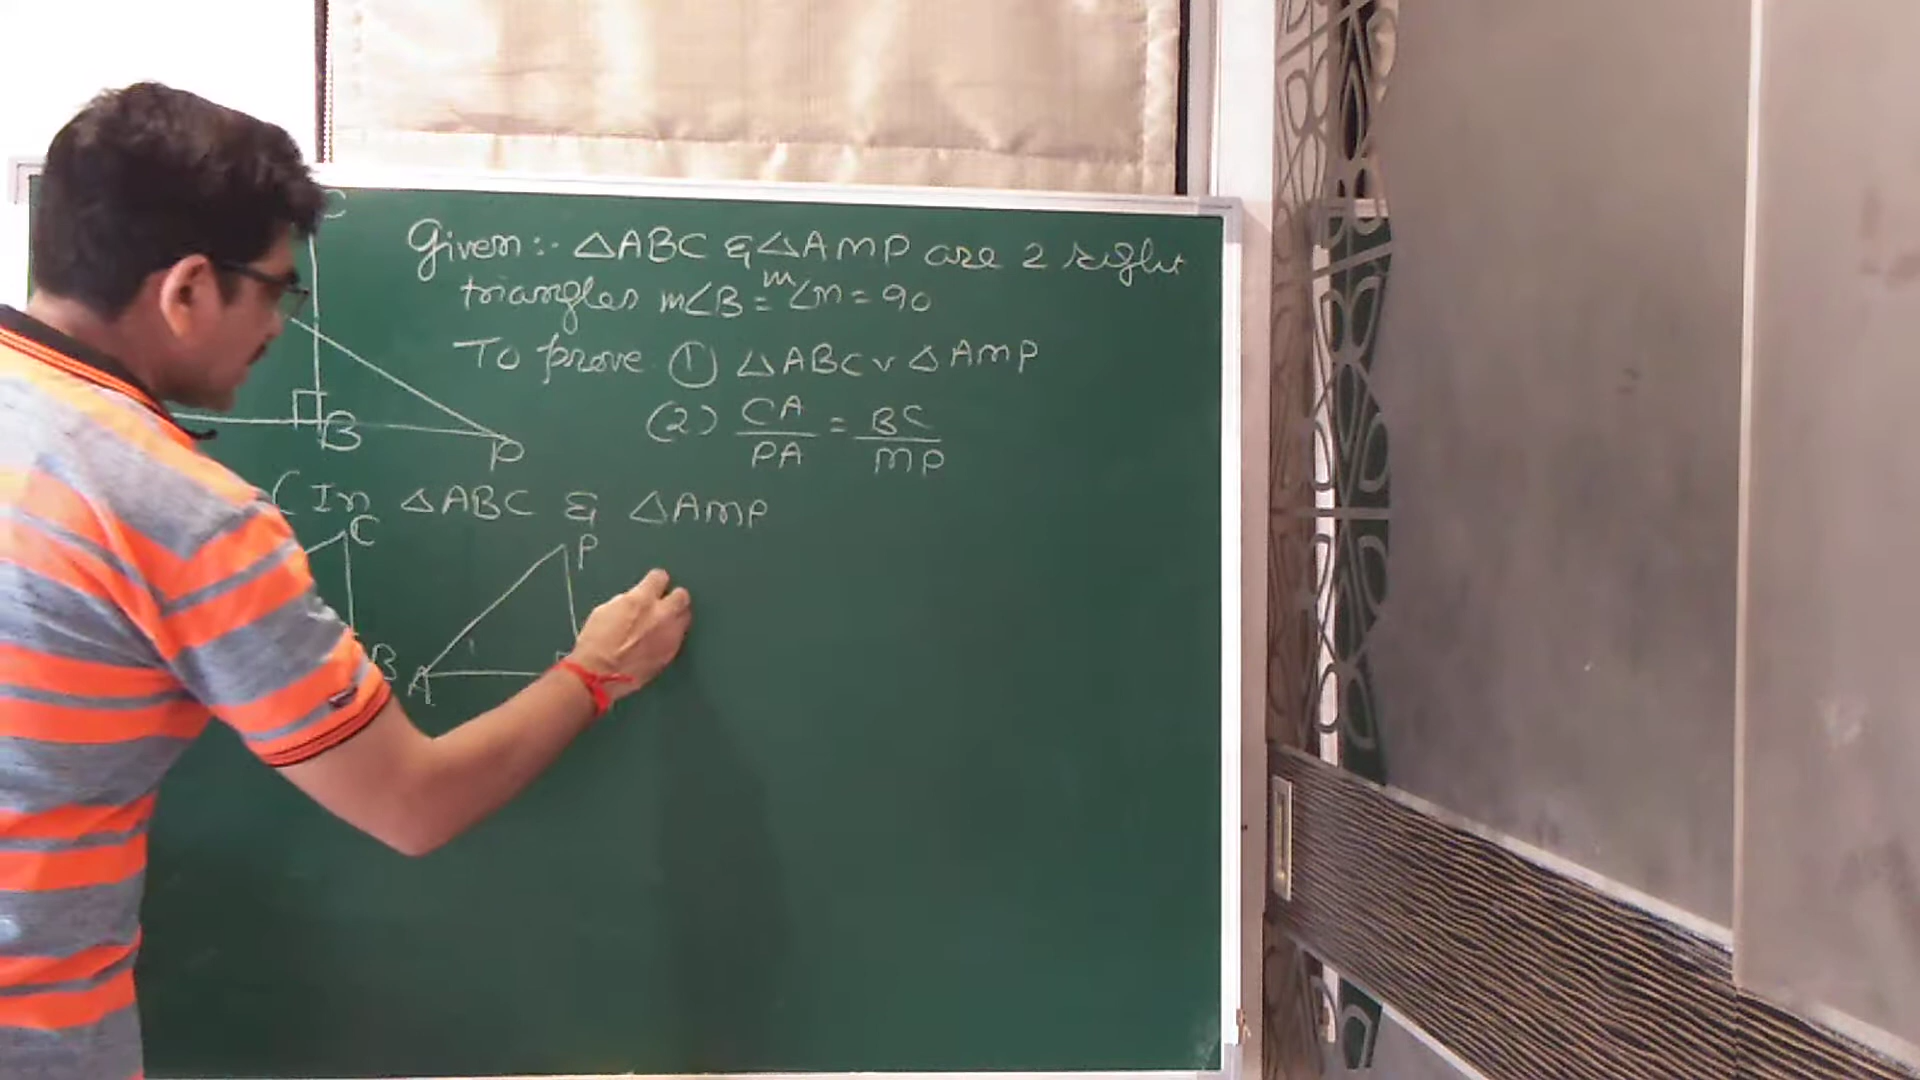 C
Given :- △ABC & △AMP are 2 right
triangles m∠B = m∠M = 90
To prove ① △ABC ~ △AMP
(2) CA/PA = BC/MP
B
P
(In △ABC & △AMP
C
P
B
A